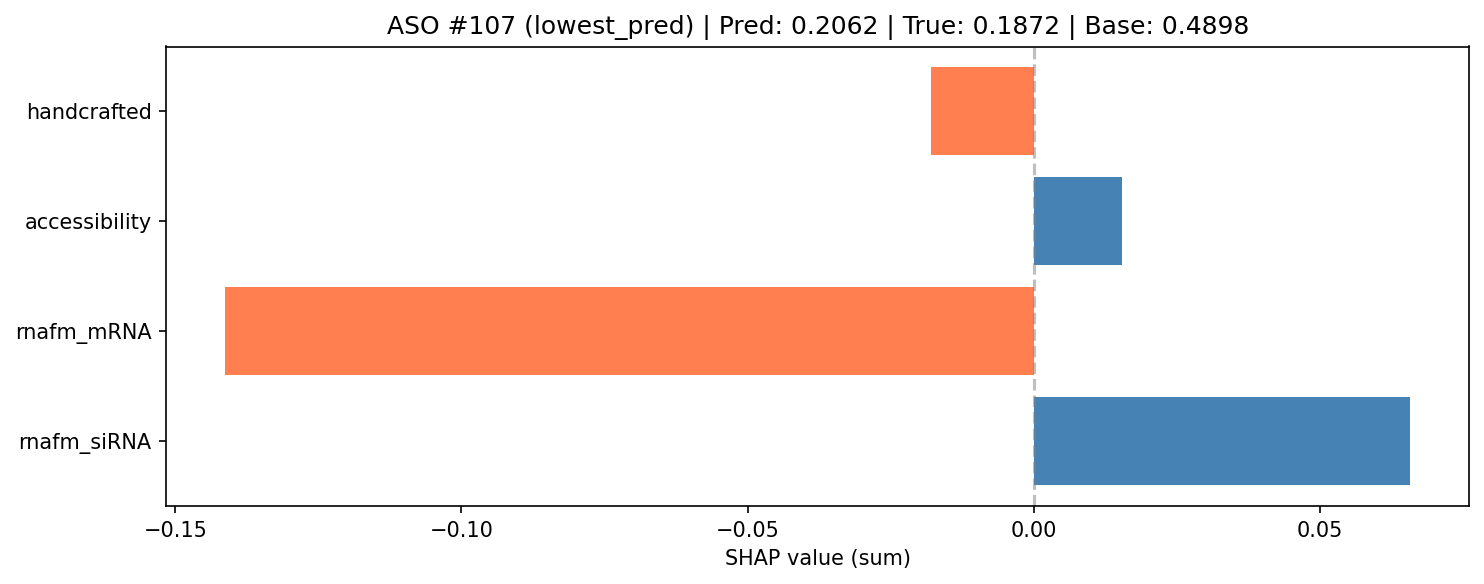 ASO #107 (lowest_pred) | Pred: 0.2062 | True: 0.1872 | Base: 0.4898
handcrafted
accessibility
rnafm_mRNA
rnafm_siRNA
−0.15 −0.10 −0.05 0.00 0.05
SHAP value (sum)